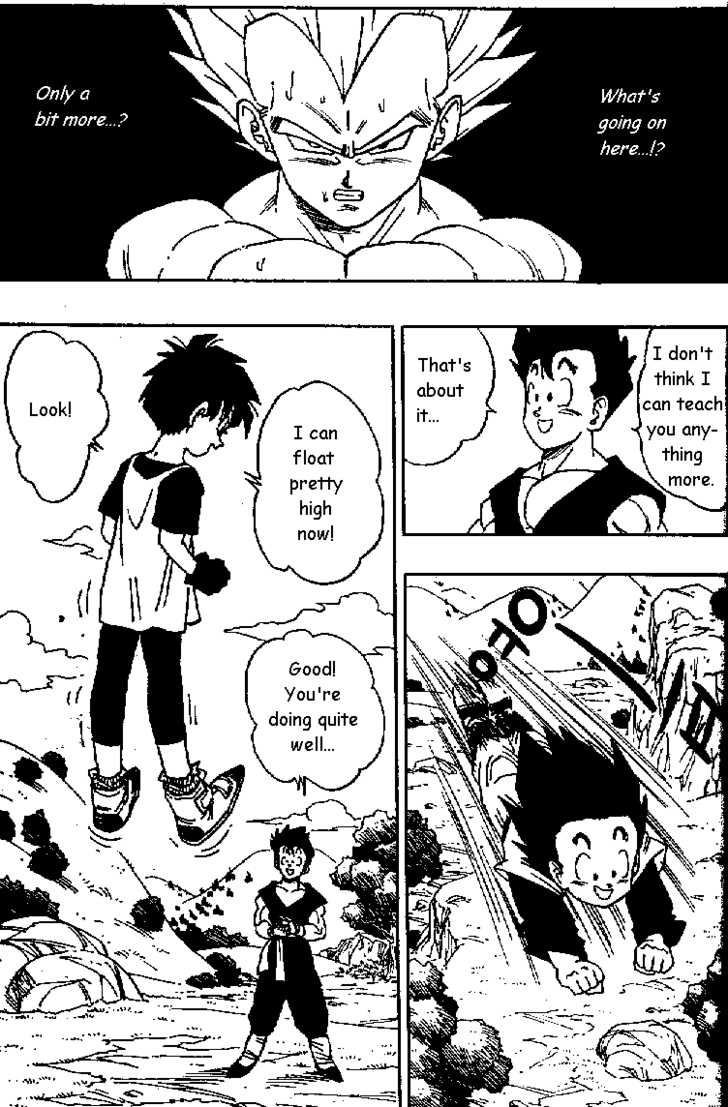 Only a
bit more...?
What's
going on
here...!?
Look!
I can
float
pretty
high
now!
Good!
You're
doing quite
well...
That's
about
it...
I don't
think I
can teach
you any-
thing
more.